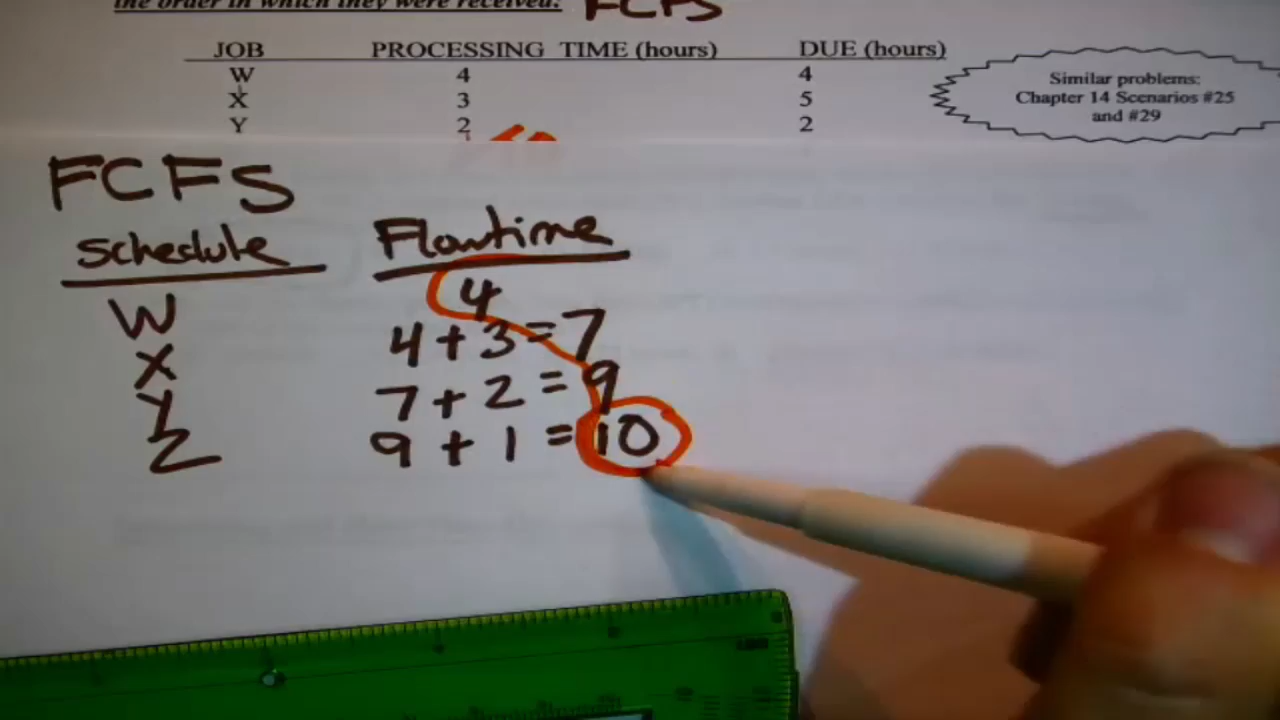 the order in which they were received: FCFS
JOB PROCESSING TIME (hours) DUE (hours)
W 4 4
X 3 5
Y 2 2
Similar problems:
Chapter 14 Scenarios #25
and #29
FCFS
Schedule Flowtime
W 4
X 4 + 3 = 7
Y 7 + 2 = 9
Z 9 + 1 = 10